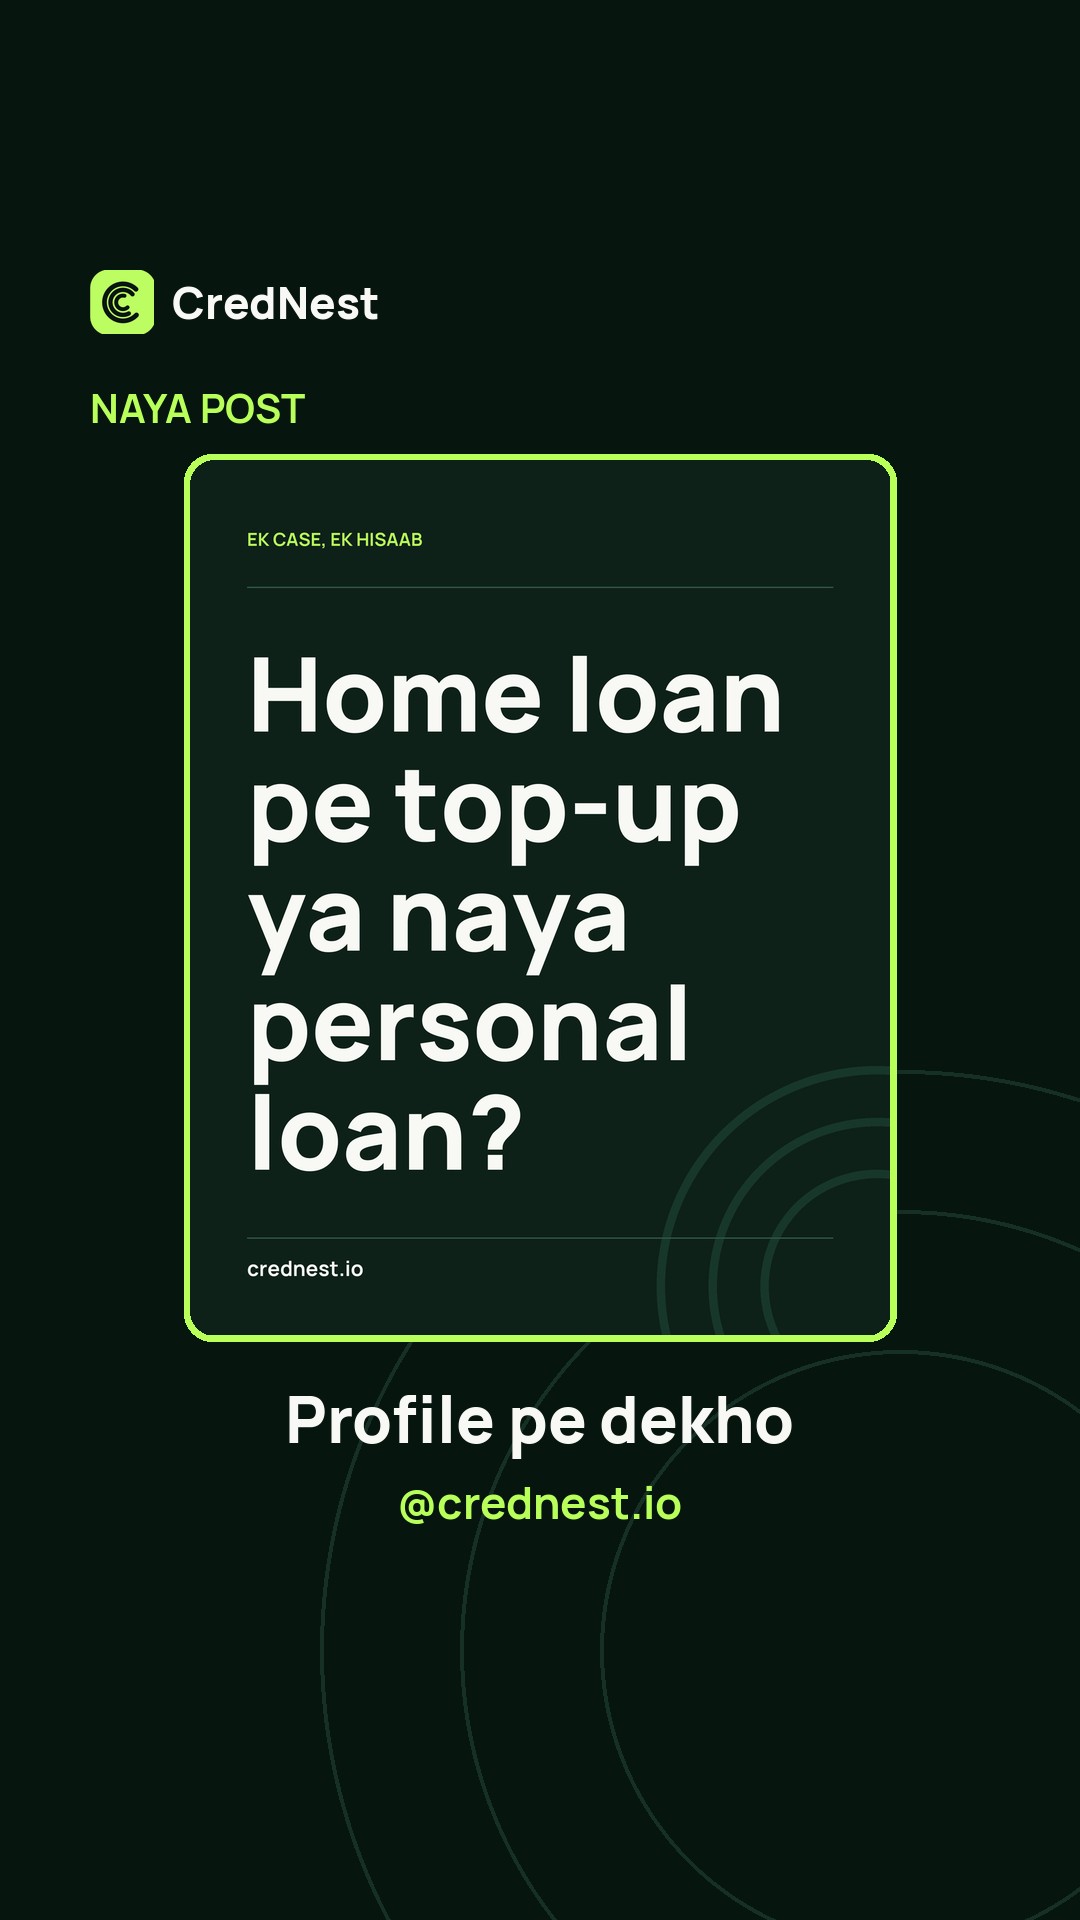 CredNest
NAYA POST
EK CASE, EK HISAAB
Home loan
pe top-up
ya naya
personal
loan?
crednest.io
Profile pe dekho
@crednest.io